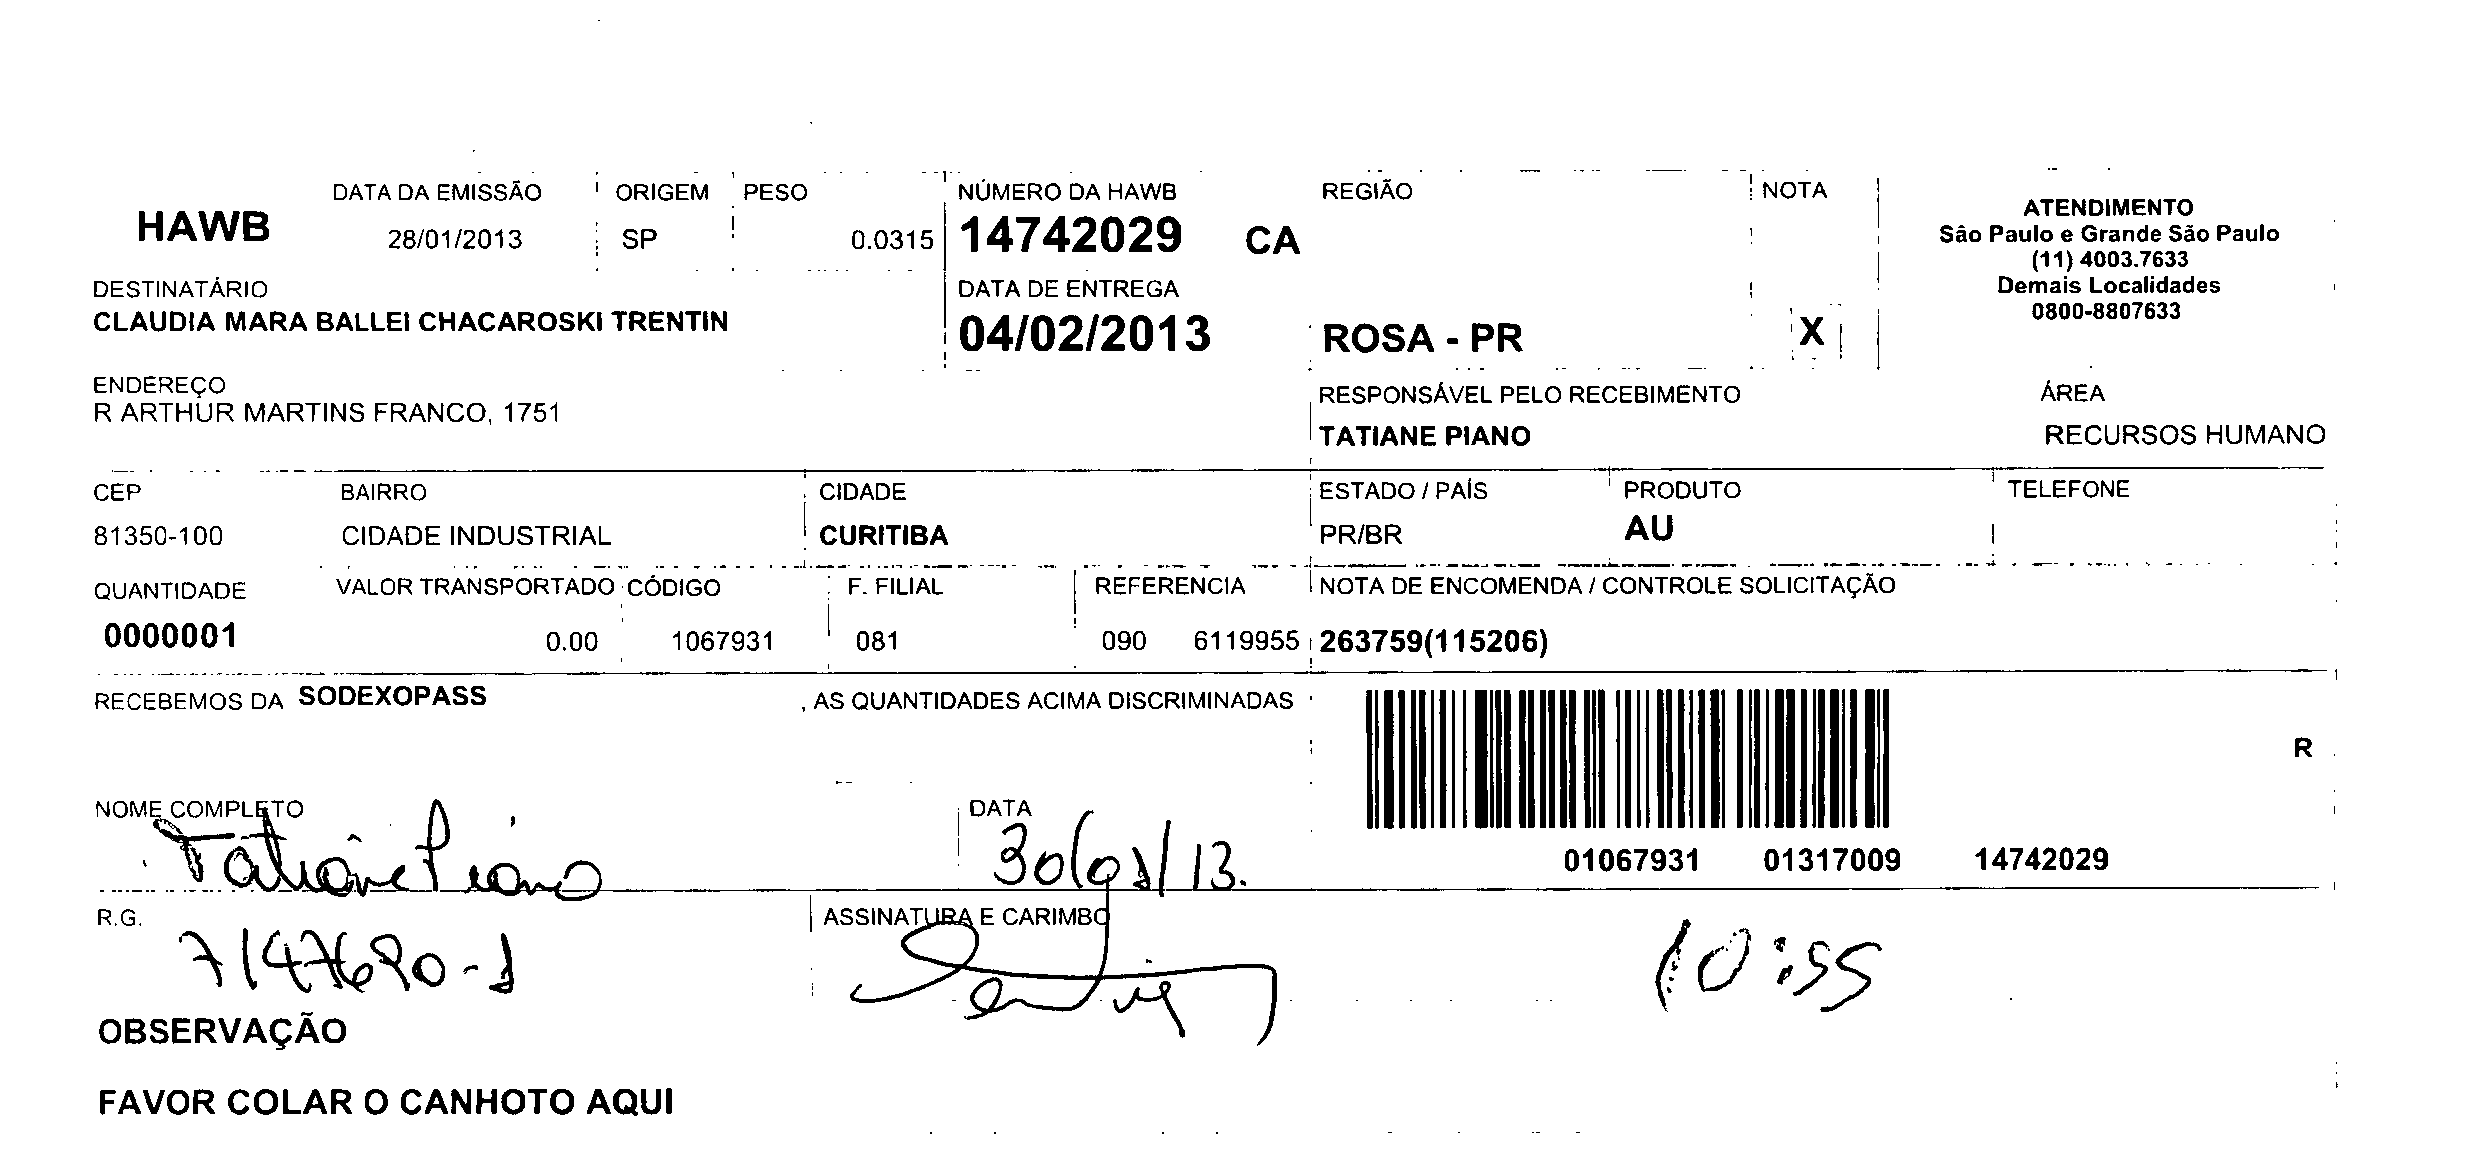 HAWB
DATA DA EMISSÃO ORIGEM PESO NÚMERO DA HAWB REGIÃO NOTA
28/01/2013 SP 0.0315 14742029 CA
ATENDIMENTO
São Paulo e Grande São Paulo
(11) 4003.7633
Demais Localidades
0800-8807633
DESTINATÁRIO DATA DE ENTREGA
CLAUDIA MARA BALLEI CHACAROSKI TRENTIN 04/02/2013 ROSA - PR X
ENDEREÇO RESPONSÁVEL PELO RECEBIMENTO ÁREA
R ARTHUR MARTINS FRANCO, 1751 TATIANE PIANO RECURSOS HUMANO
CEP BAIRRO CIDADE ESTADO / PAÍS PRODUTO TELEFONE
81350-100 CIDADE INDUSTRIAL CURITIBA PR/BR AU
QUANTIDADE VALOR TRANSPORTADO CÓDIGO F. FILIAL REFERENCIA NOTA DE ENCOMENDA / CONTROLE SOLICITAÇÃO
0000001 0.00 1067931 081 090 6119955 263759(115206)
RECEBEMOS DA SODEXOPASS , AS QUANTIDADES ACIMA DISCRIMINADAS
R
NOME COMPLETO DATA
Tatiane Piano 30/01/13.
01067931 01317009 14742029
R.G. ASSINATURA E CARIMBO
7147690-1 10:55
OBSERVAÇÃO
FAVOR COLAR O CANHOTO AQUI